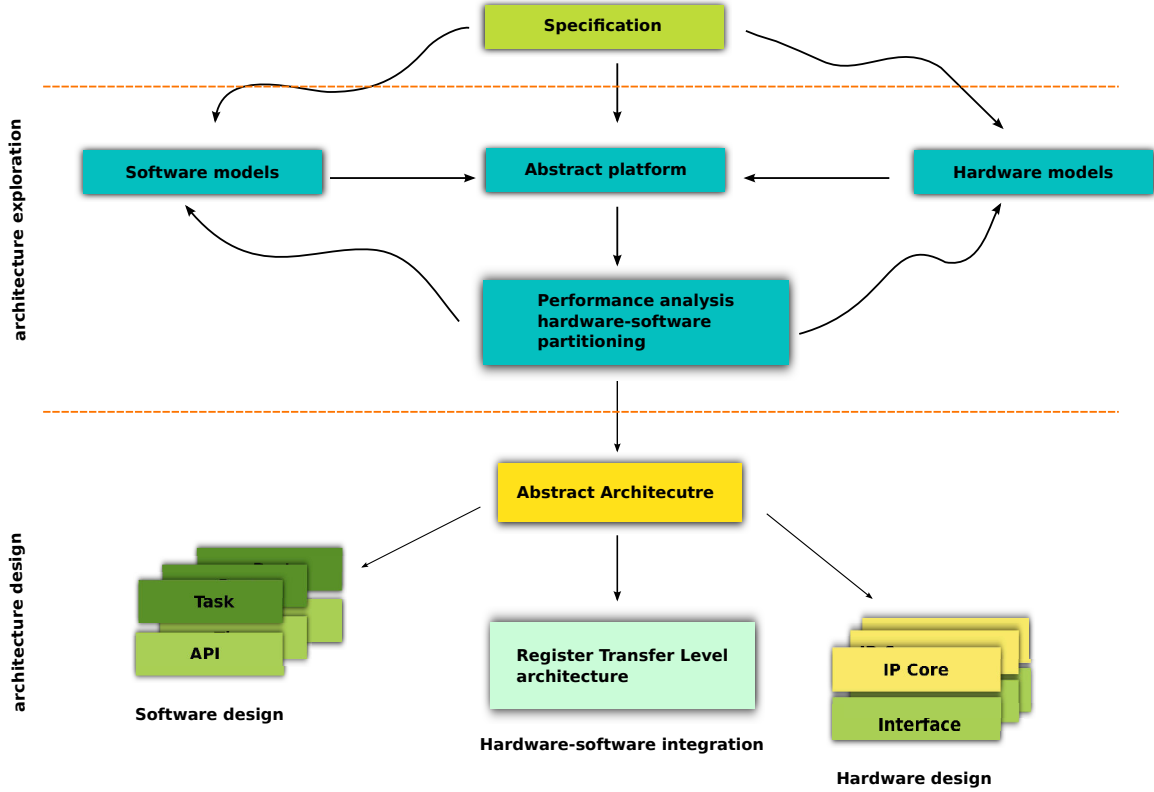 Specification
architecture exploration
Software models
Abstract platform
Hardware models
Performance analysis
hardware-software
partitioning
architecture design
Abstract Architecutre
Task
API
Software design
Register Transfer Level
architecture
Hardware-software integration
IP Core
Interface
Hardware design